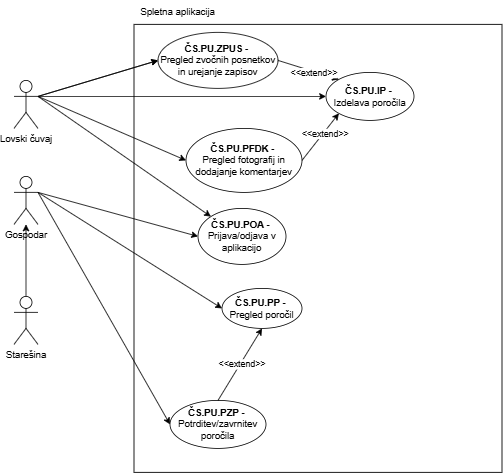 Spletna aplikacija
ČS.PU.ZPUS -
Pregled zvočnih posnetkov
in urejanje zapisov
<<extend>>
ČS.PU.IP -
Izdelava poročila
Lovski čuvaj
<<extend>>
ČS.PU.PFDK -
Pregled fotografij in
dodajanje komentarjev
ČS.PU.POA -
Prijava/odjava v
aplikacijo
Gospodar
ČS.PU.PP -
Pregled poročil
Starešina
<<extend>>
ČS.PU.PZP -
Potrditev/zavrnitev
poročila